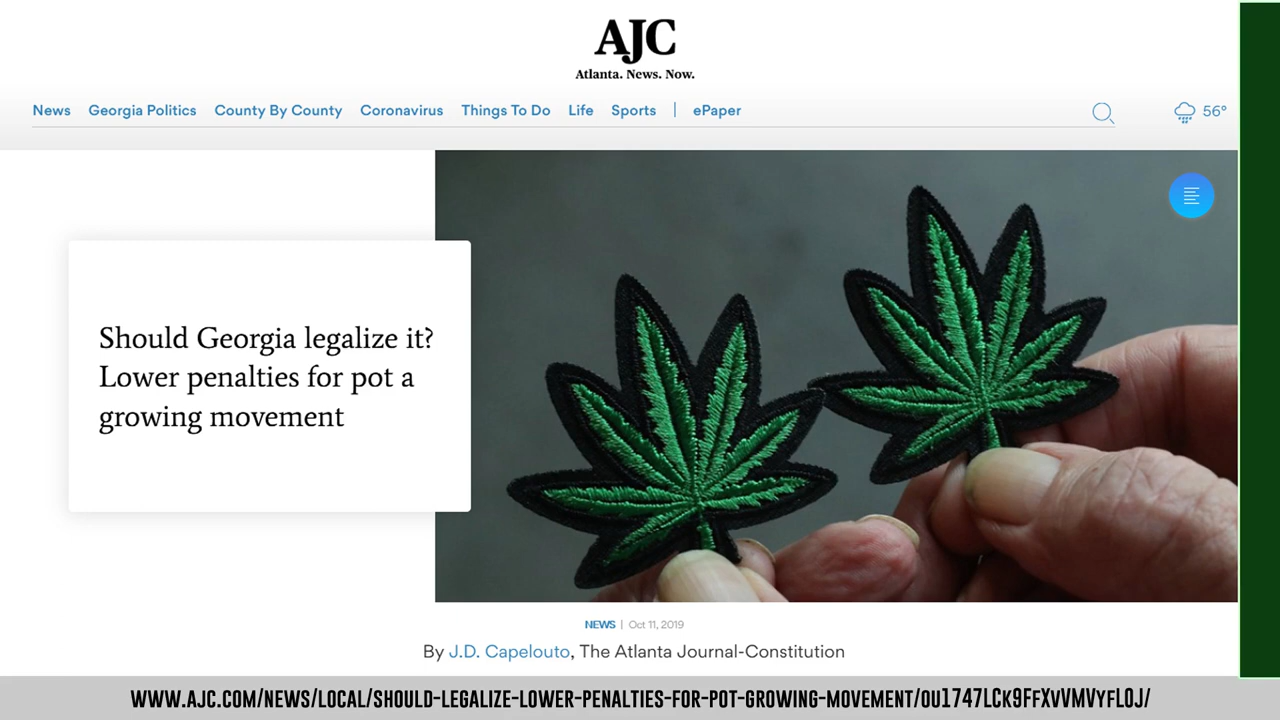 AJC
Atlanta. News. Now.
News Georgia Politics County By County Coronavirus Things To Do Life Sports | ePaper
56°
Should Georgia legalize it?
Lower penalties for pot a
growing movement
NEWS | Oct 11, 2019
By J.D. Capelouto, The Atlanta Journal-Constitution
WWW.AJC.COM/NEWS/LOCAL/SHOULD-LEGALIZE-LOWER-PENALTIES-FOR-POT-GROWING-MOVEMENT/OU1747LCK9FFXVVMVYFLOJ/